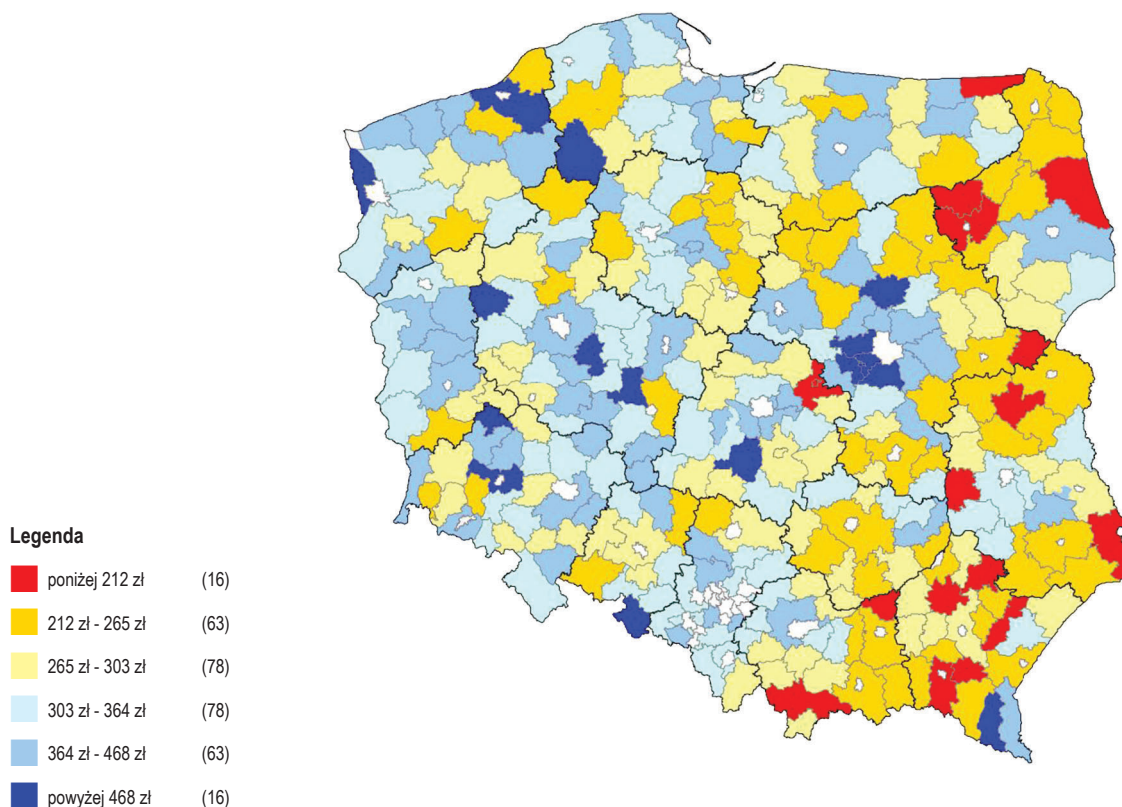 Legenda
poniżej 212 zł (16)
212 zł - 265 zł (63)
265 zł - 303 zł (78)
303 zł - 364 zł (78)
364 zł - 468 zł (63)
powyżej 468 zł (16)